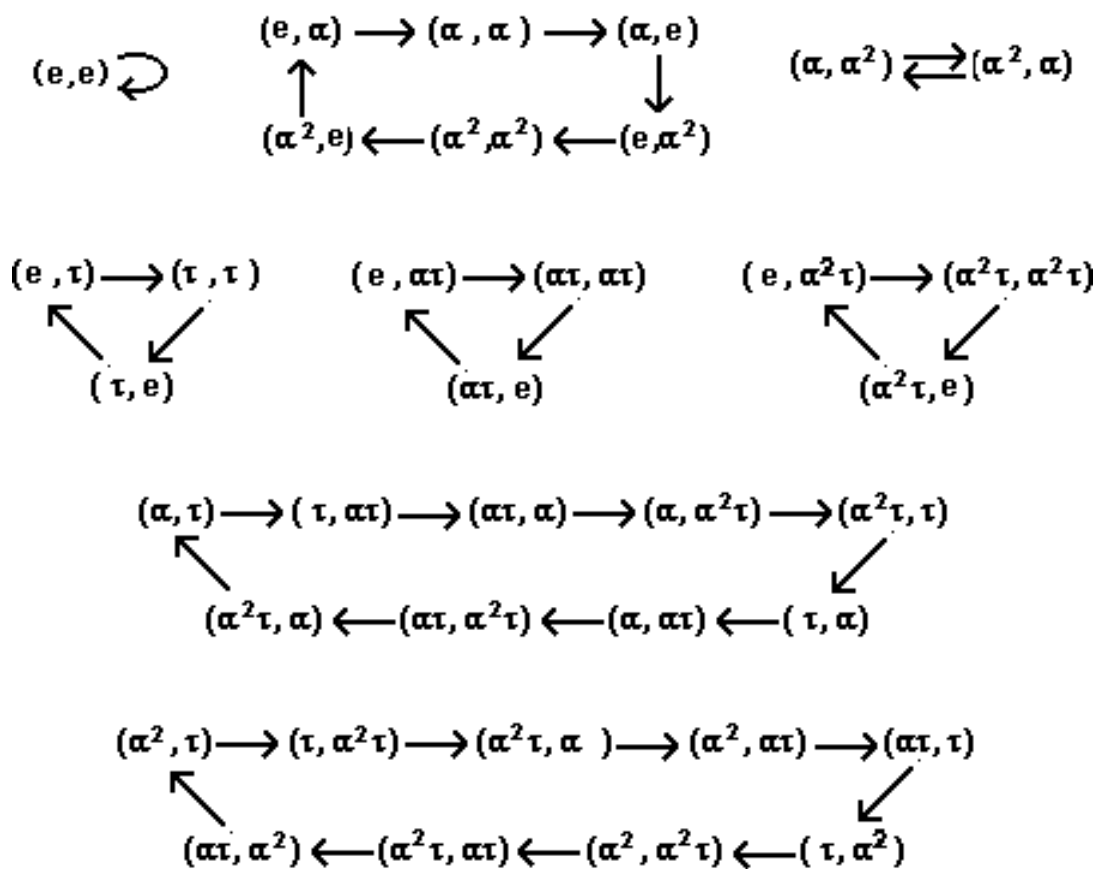 (e,α) → (α,α) → (α,e)
(e,e) (α,α²) ⇄ (α²,α)
(α²,e) ← (α²,α²) ← (e,α²)
(e,τ) → (τ,τ) (e,ατ) → (ατ,ατ) (e,α²τ) → (α²τ,α²τ)
(τ,e) (ατ,e) (α²τ,e)
(α,τ) → (τ,ατ) → (ατ,α) → (α,α²τ) → (α²τ,τ)
(α²τ,α) ← (ατ,α²τ) ← (α,ατ) ← (τ,α)
(α²,τ) → (τ,α²τ) → (α²τ,α ) → (α²,ατ) → (ατ,τ)
(ατ,α²) ← (α²τ,ατ) ← (α²,α²τ) ← (τ,α²)